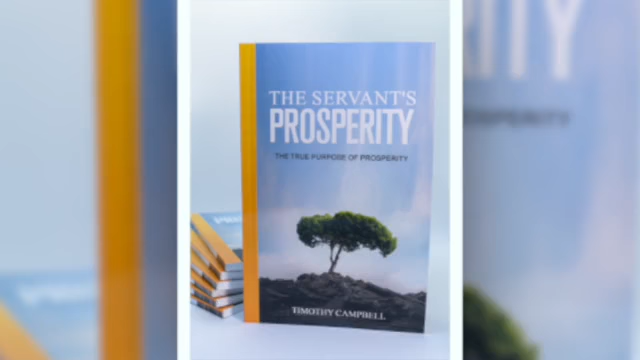 THE SERVANT'S
PROSPERITY
THE TRUE PURPOSE OF PROSPERITY
TIMOTHY CAMPBELL